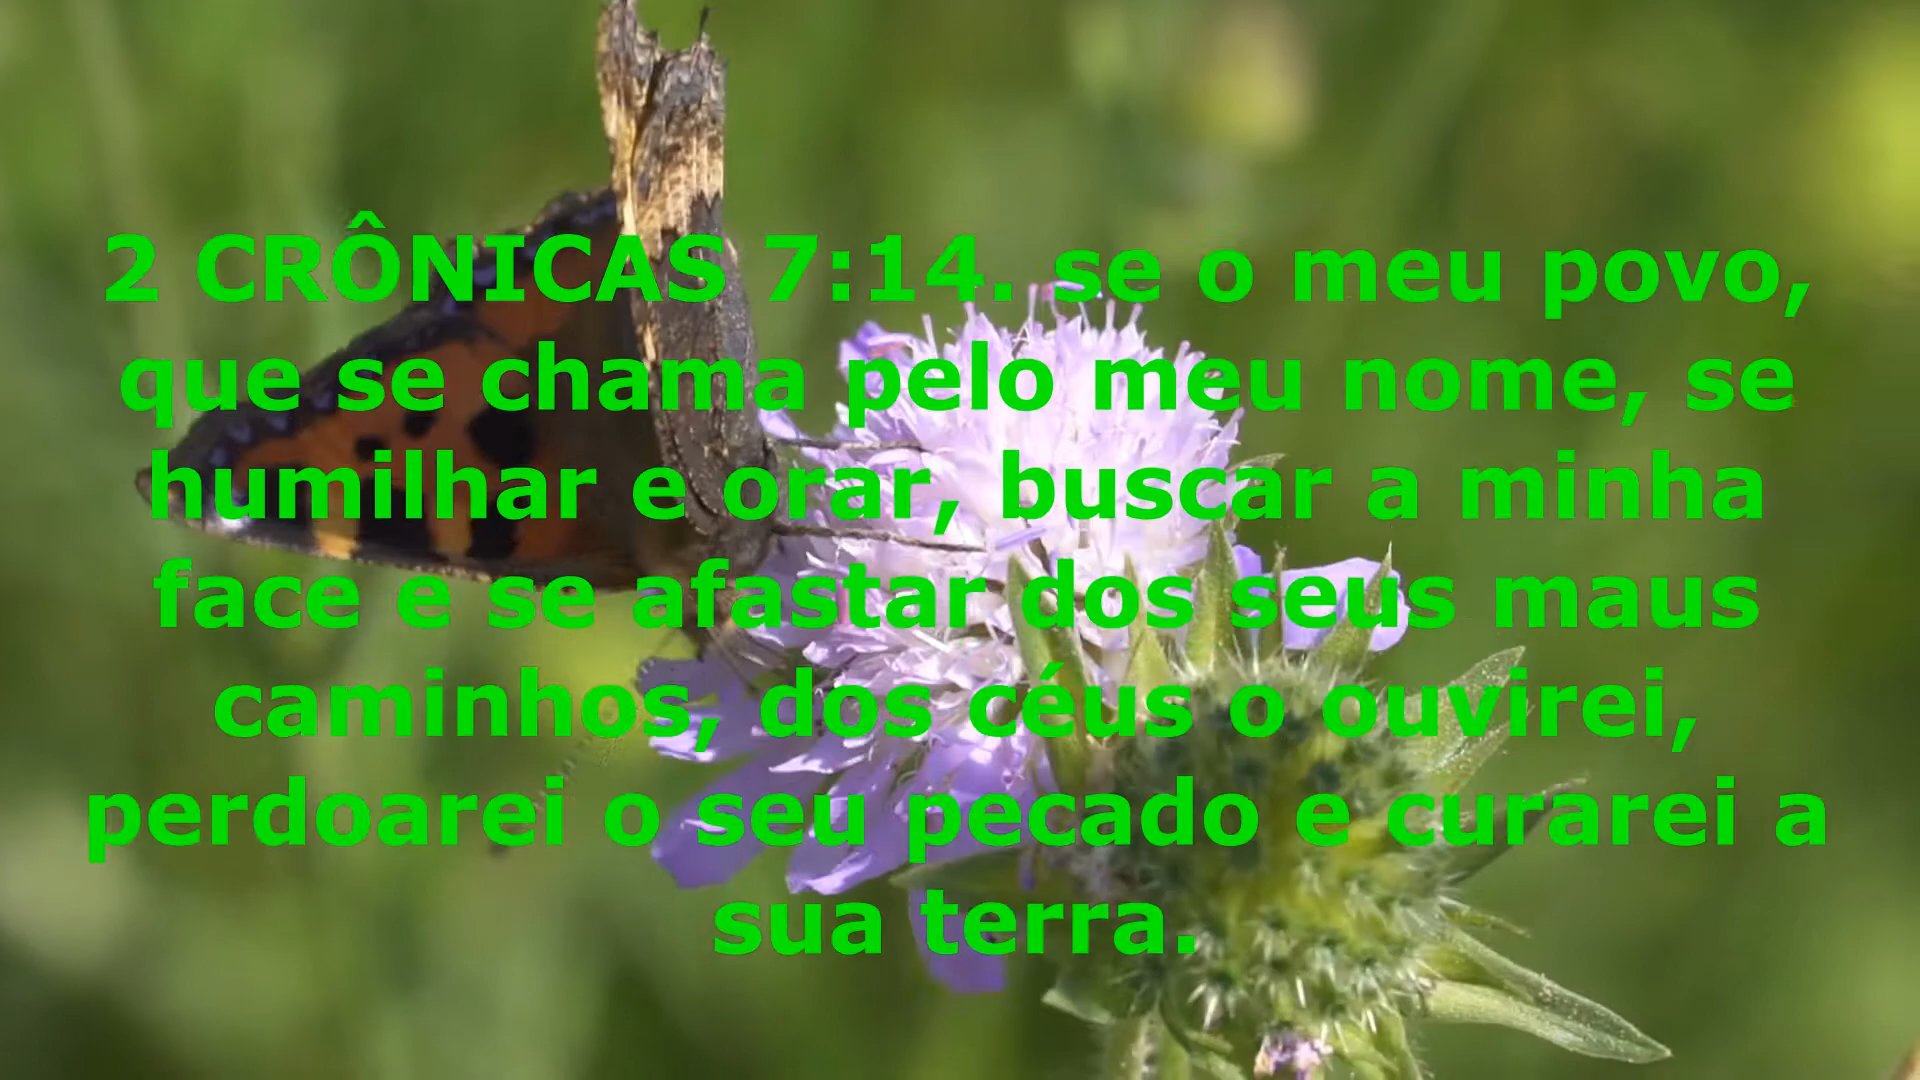 2 CRÔNICAS 7:14. se o meu povo,
que se chama pelo meu nome, se
humilhar e orar, buscar a minha
face e se afastar dos seus maus
caminhos, dos céus o ouvirei,
perdoarei o seu pecado e curarei a
sua terra.